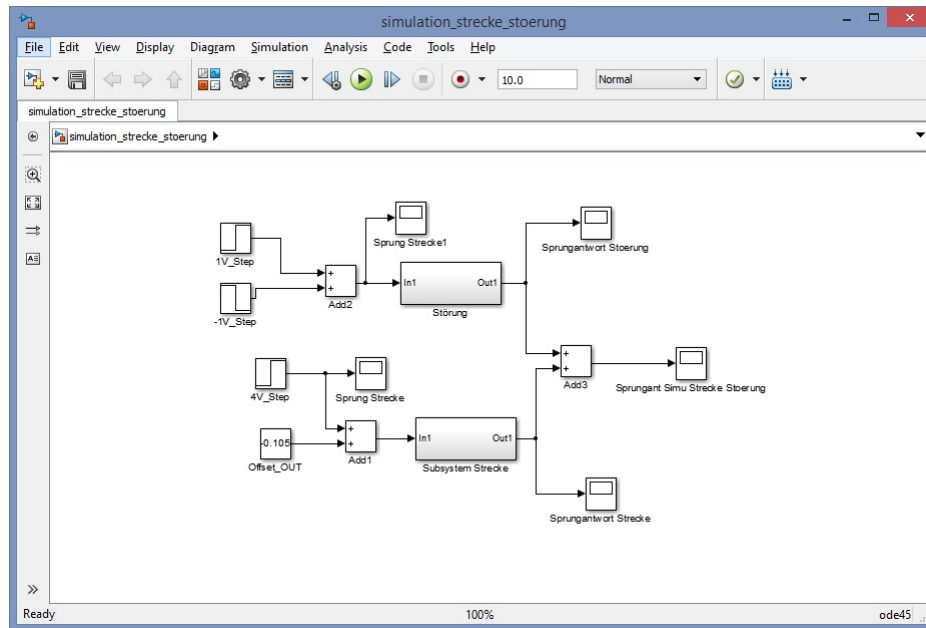 simulation_strecke_stoerung
File Edit View Display Diagram Simulation Analysis Code Tools Help
10.0 Normal
simulation_strecke_stoerung
simulation_strecke_stoerung
Sprung Strecke1
Sprungantwort Stoerung
1V_Step
In1 Out1
Add2
Störung
-1V_Step
Add3
Sprungant Simu Strecke Stoerung
4V_Step
Sprung Strecke
-0.105
In1 Out1
Offset_OUT
Add1
Subsystem Strecke
Sprungantwort Strecke
Ready 100% ode45